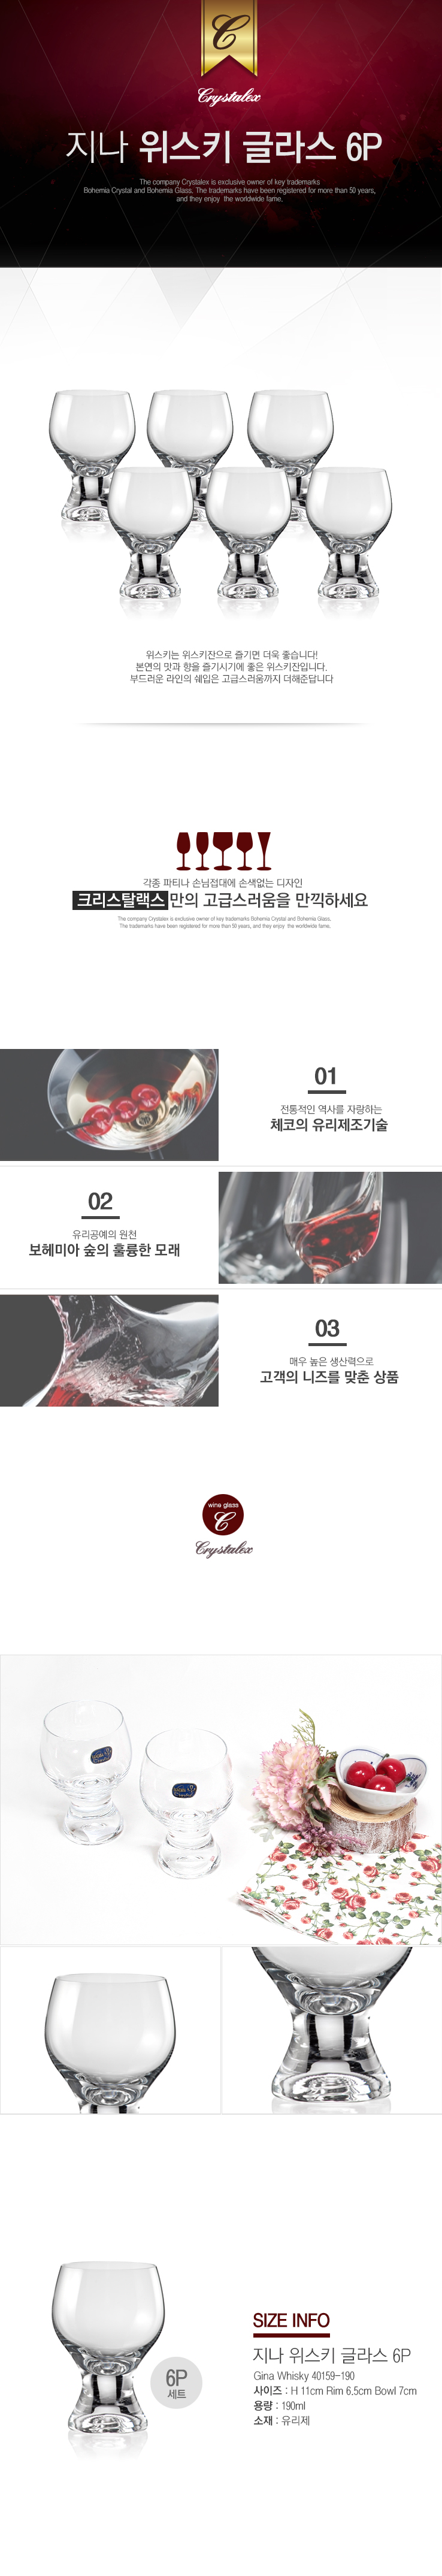 C
Crystalex
지나 위스키 글라스 6P
The company Crystalex is exclusive owner of key trademarks
Bohemia Crystal and Bohemia Glass. The trademarks have been registered for more than 50 years,
and they enjoy the worldwide fame.
위스키는 위스키잔으로 즐기면 더욱 좋습니다!
본연의 맛과 향을 즐기시기에 좋은 위스키잔입니다.
부드러운 라인의 쉐입은 고급스러움까지 더해준답니다
각종 파티나 손님접대에 손색없는 디자인
크리스탈랙스만의 고급스러움을 만끽하세요
The company Crystalex is exclusive owner of key trademarks Bohemia Crystal and Bohemia Glass.
The trademarks have been registered for more than 50 years, and they enjoy the worldwide fame.
01
전통적인 역사를 자랑하는
체코의 유리제조기술
02
유리공예의 원천
보헤미아 숲의 훌륭한 모래
03
매우 높은 생산력으로
고객의 니즈를 맞춘 상품
wine glass
C
Crystalex
6P
세트
SIZE INFO
지나 위스키 글라스 6P
Gina Whisky 40159-190
사이즈 : H 11cm Rim 6.5cm Bowl 7cm
용량 : 190ml
소재 : 유리제